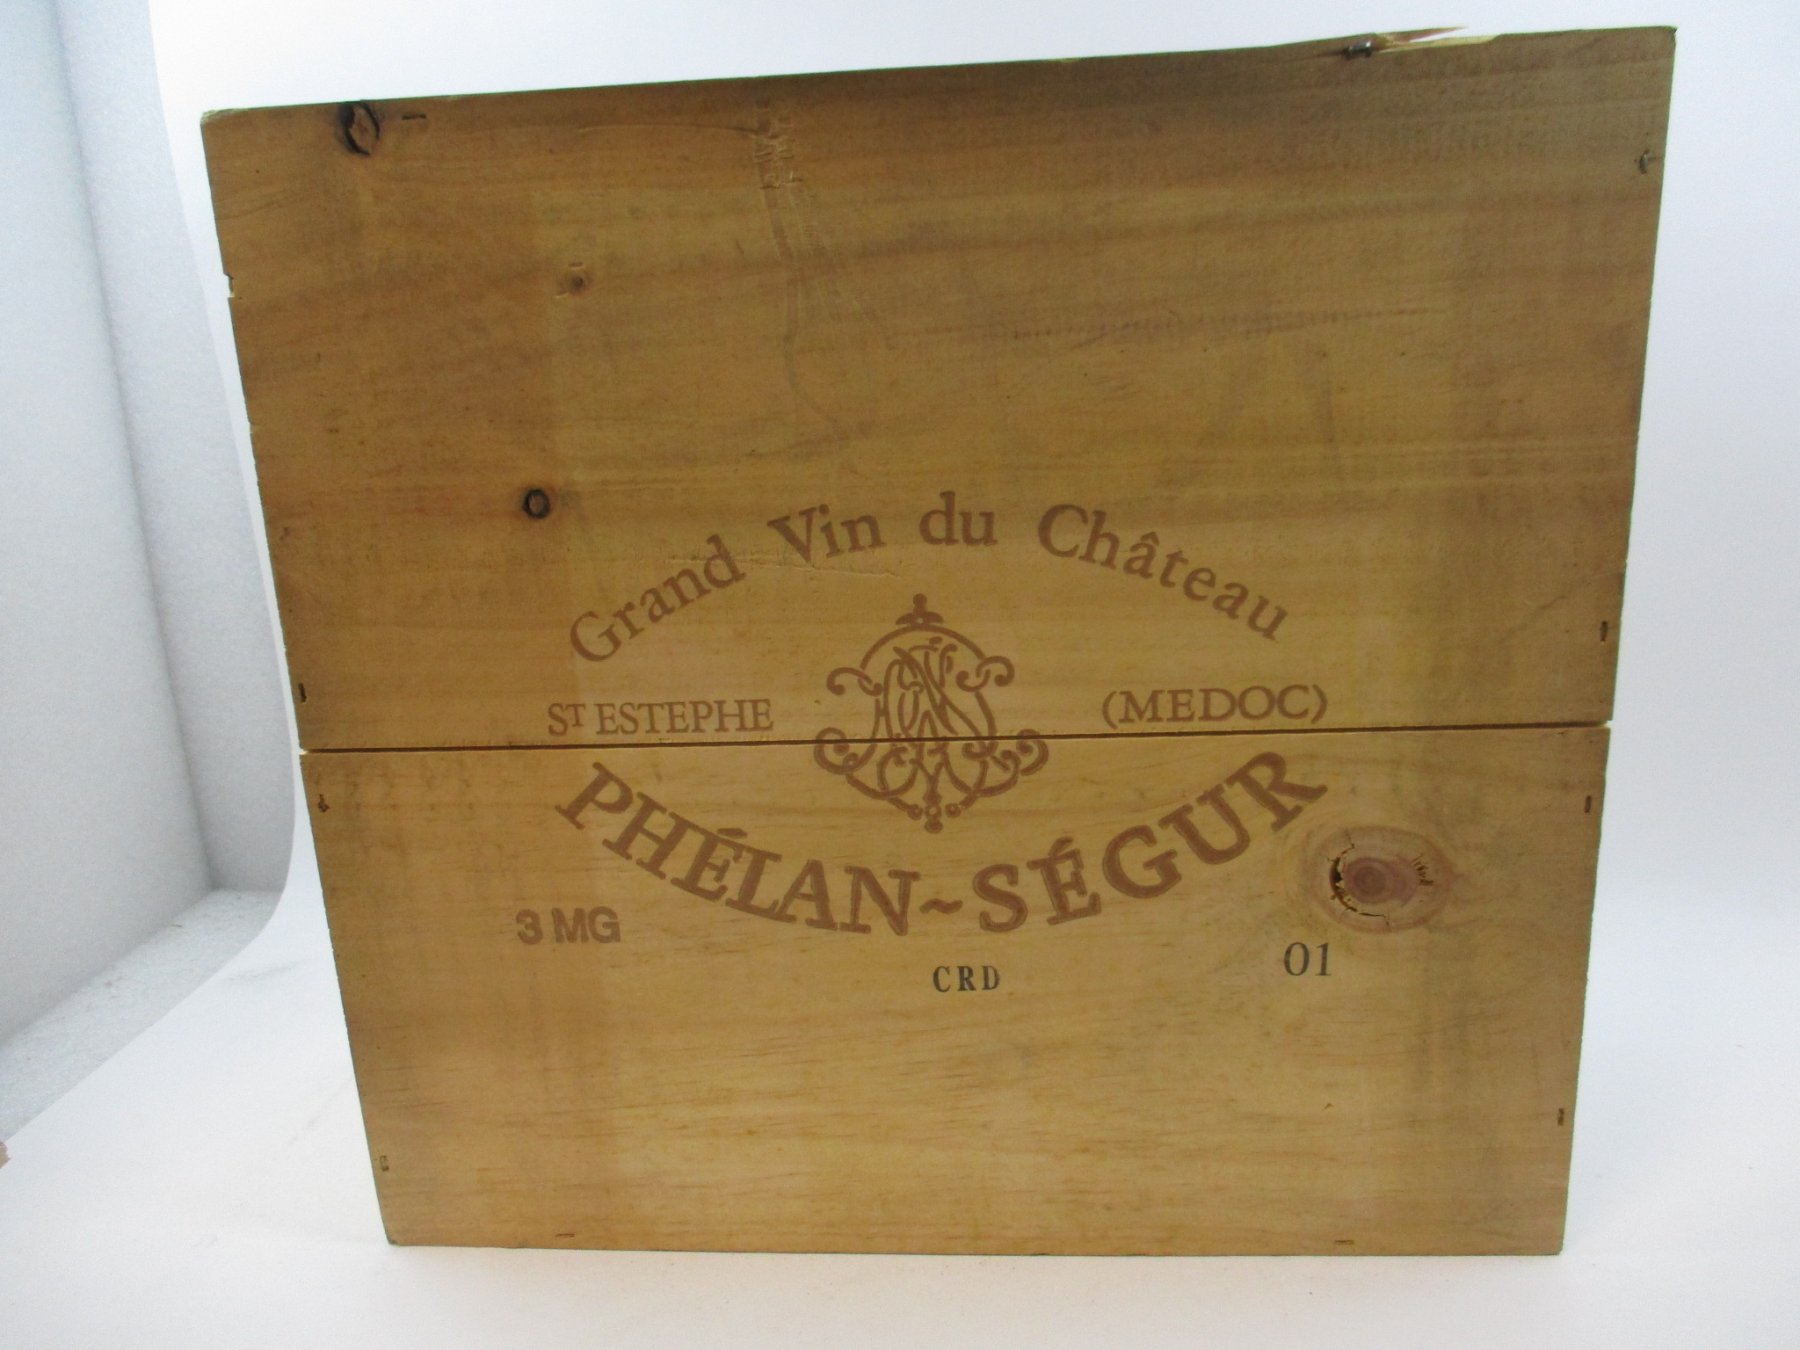 Grand Vin du Château
ST ESTEPHE (MEDOC)
PHÉLAN~SÉGUR
3 MG
CRD
01